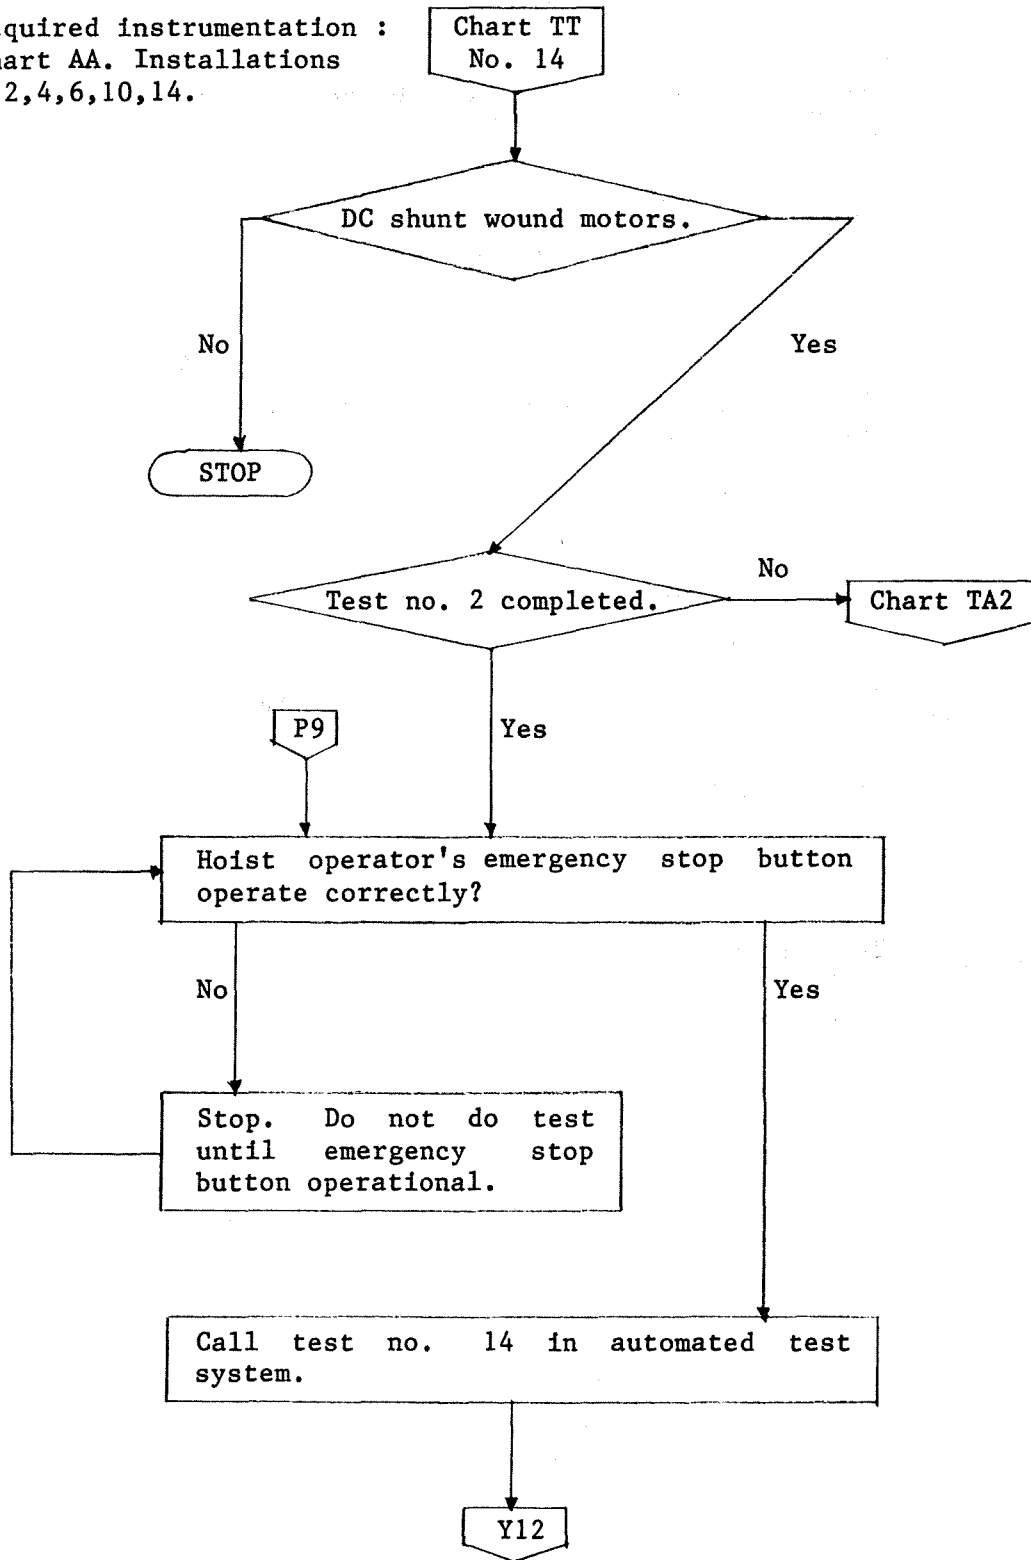 quired instrumentation :
art AA. Installations
2,4,6,10,14.
Chart TT
No. 14
DC shunt wound motors.
No
Yes
STOP
Test no. 2 completed.
No
Chart TA2
P9
Yes
Hoist operator's emergency stop button
operate correctly?
No
Yes
Stop. Do not do test
until emergency stop
button operational.
Call test no. 14 in automated test
system.
Y12